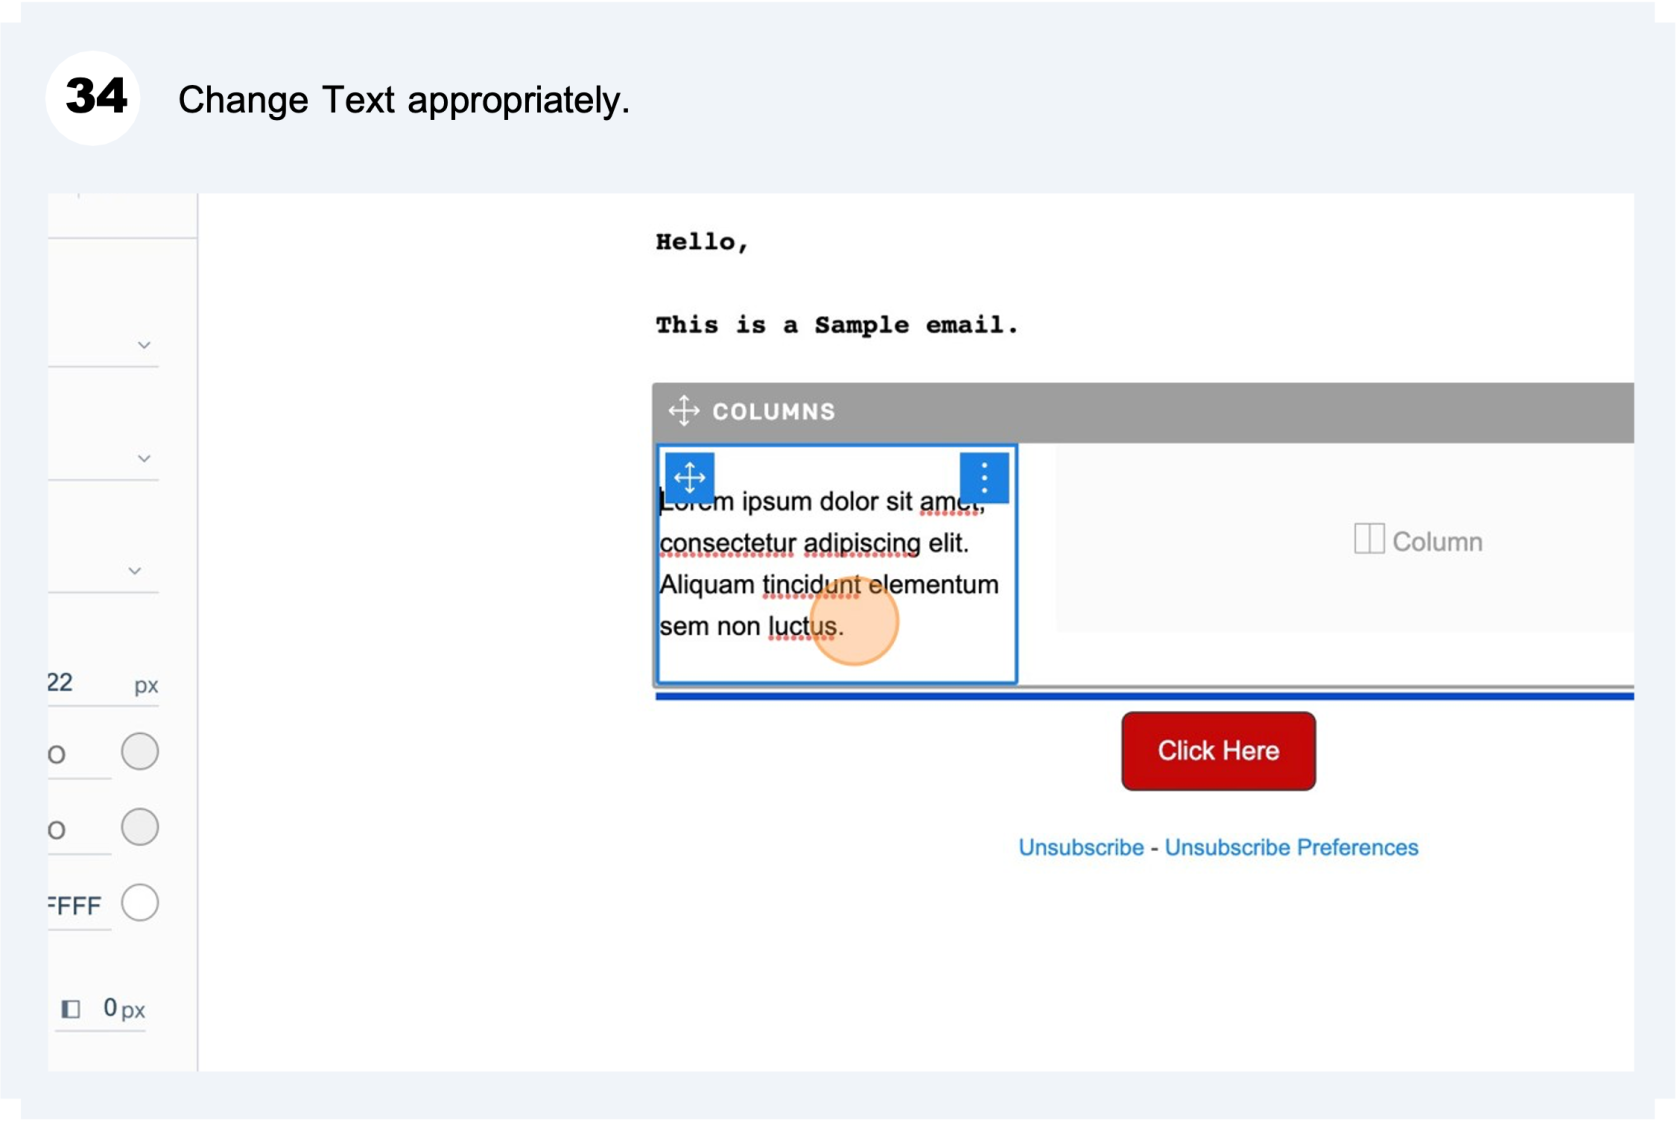 34 Change Text appropriately.
Hello,
This is a Sample email.
COLUMNS
Lorem ipsum dolor sit amet,
consectetur adipiscing elit.
Aliquam tincidunt elementum
sem non luctus.
Column
22 px
O
O
FFFF
0 px
Click Here
Unsubscribe - Unsubscribe Preferences